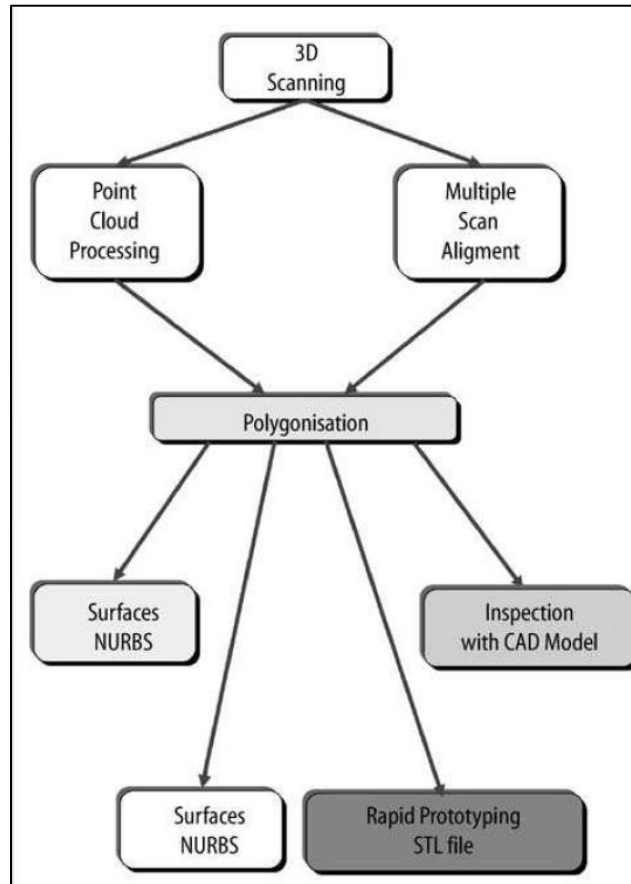 3D
Scanning
Point
Cloud
Processing
Multiple
Scan
Aligment
Polygonisation
Surfaces
NURBS
Inspection
with CAD Model
Surfaces
NURBS
Rapid Prototyping
STL file